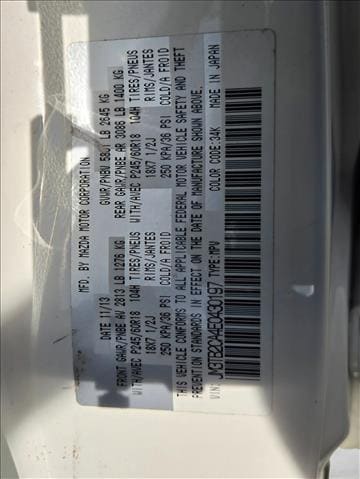 MFD. BY MAZDA MOTOR CORPORATION.
DATE 11/13 GVWR/PNBV 5831 LB 2645 KG
FRONT GAWR/PNBE AV 2813 LB 1276 KG REAR GAWR/PNBE AR 3086 LB 1400 KG
WITH/AVEC P245/60R18 104H TIRES/PNEUS WITH/AVEC P245/60R18 104H TIRES/PNEUS
18X7 1/2J RIMS/JANTES 18X7 1/2J RIMS/JANTES
250 KPA/36 PSI COLD/A FROID 250 KPA/36 PSI COLD/A FROID
THIS VEHICLE CONFORMS TO ALL APPLICABLE FEDERAL MOTOR VEHICLE SAFETY AND THEFT
PREVENTION STANDARDS IN EFFECT ON THE DATE OF MANUFACTURE SHOWN ABOVE.
COLOR CODE:34K MADE IN JAPAN
VIN: JM3TB2CA4E0430197 TYPE:MPV